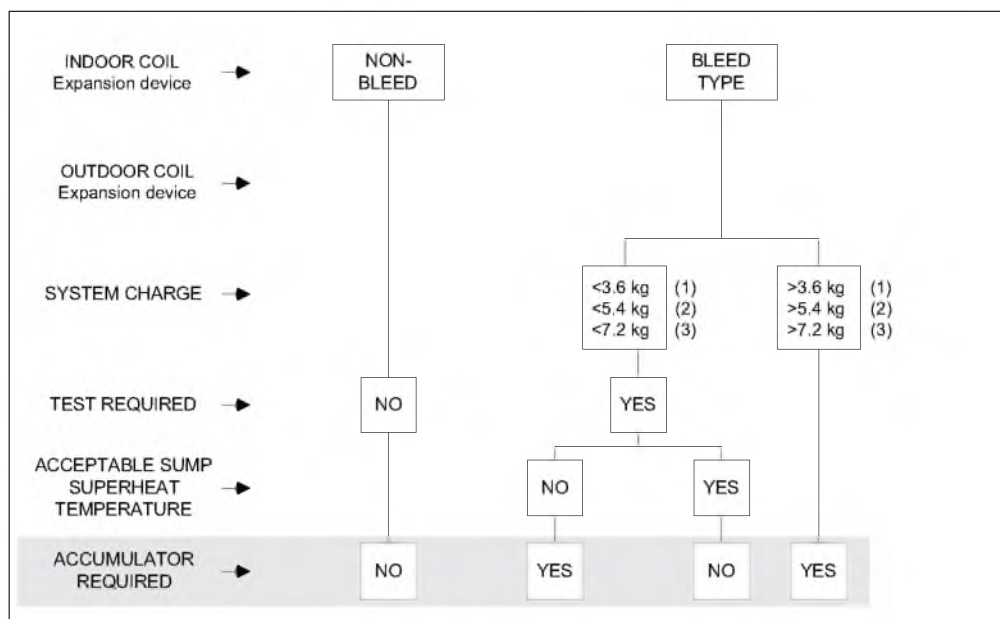 INDOOR COIL
Expansion device
NON-
BLEED
BLEED
TYPE
OUTDOOR COIL
Expansion device
SYSTEM CHARGE
<3.6 kg (1)
<5.4 kg (2)
<7.2 kg (3)
>3.6 kg (1)
>5.4 kg (2)
>7.2 kg (3)
TEST REQUIRED
NO
YES
ACCEPTABLE SUMP
SUPERHEAT
TEMPERATURE
NO
YES
ACCUMULATOR
REQUIRED
NO
YES
NO
YES